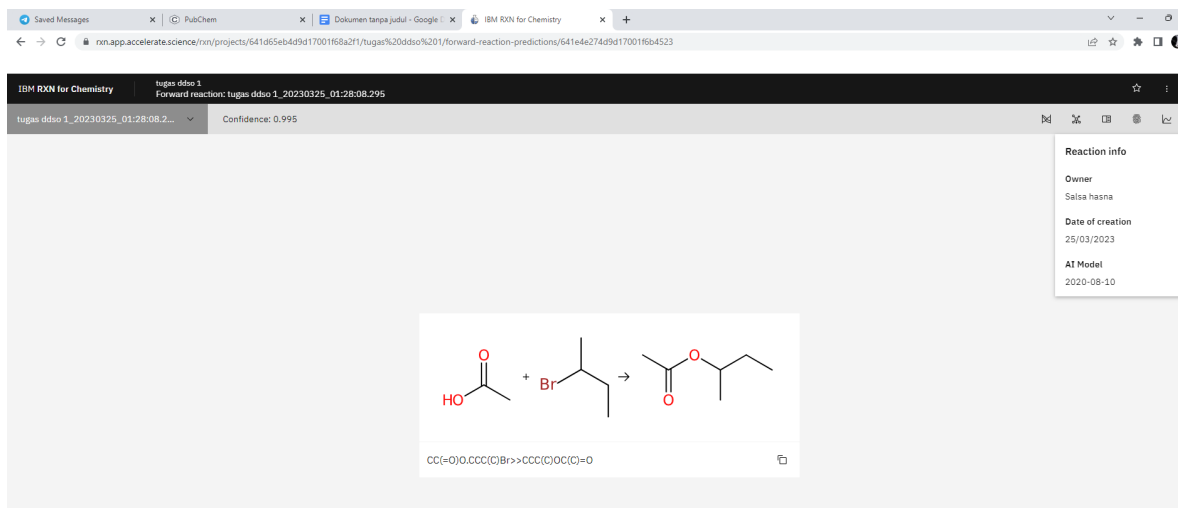 Saved Messages
PubChem
Dokumen tanpa judul - Google D
IBM RXN for Chemistry
rxn.app.accelerate.science/rxn/projects/641d65eb4d9d17001f68a2f1/tugas%20ddso%201/forward-reaction-predictions/641e4e274d9d17001f6b4523
IBM RXN for Chemistry
tugas ddso 1
Forward reaction: tugas ddso 1_20230325_01:28:08.295
tugas ddso 1_20230325_01:28:08.2...
Confidence: 0.995
Reaction info
Owner
Salsa hasna
Date of creation
25/03/2023
AI Model
2020-08-10
O
HO
+
Br
→
O
O
CC(=O)O.CCC(C)Br>>CCC(C)OC(C)=O